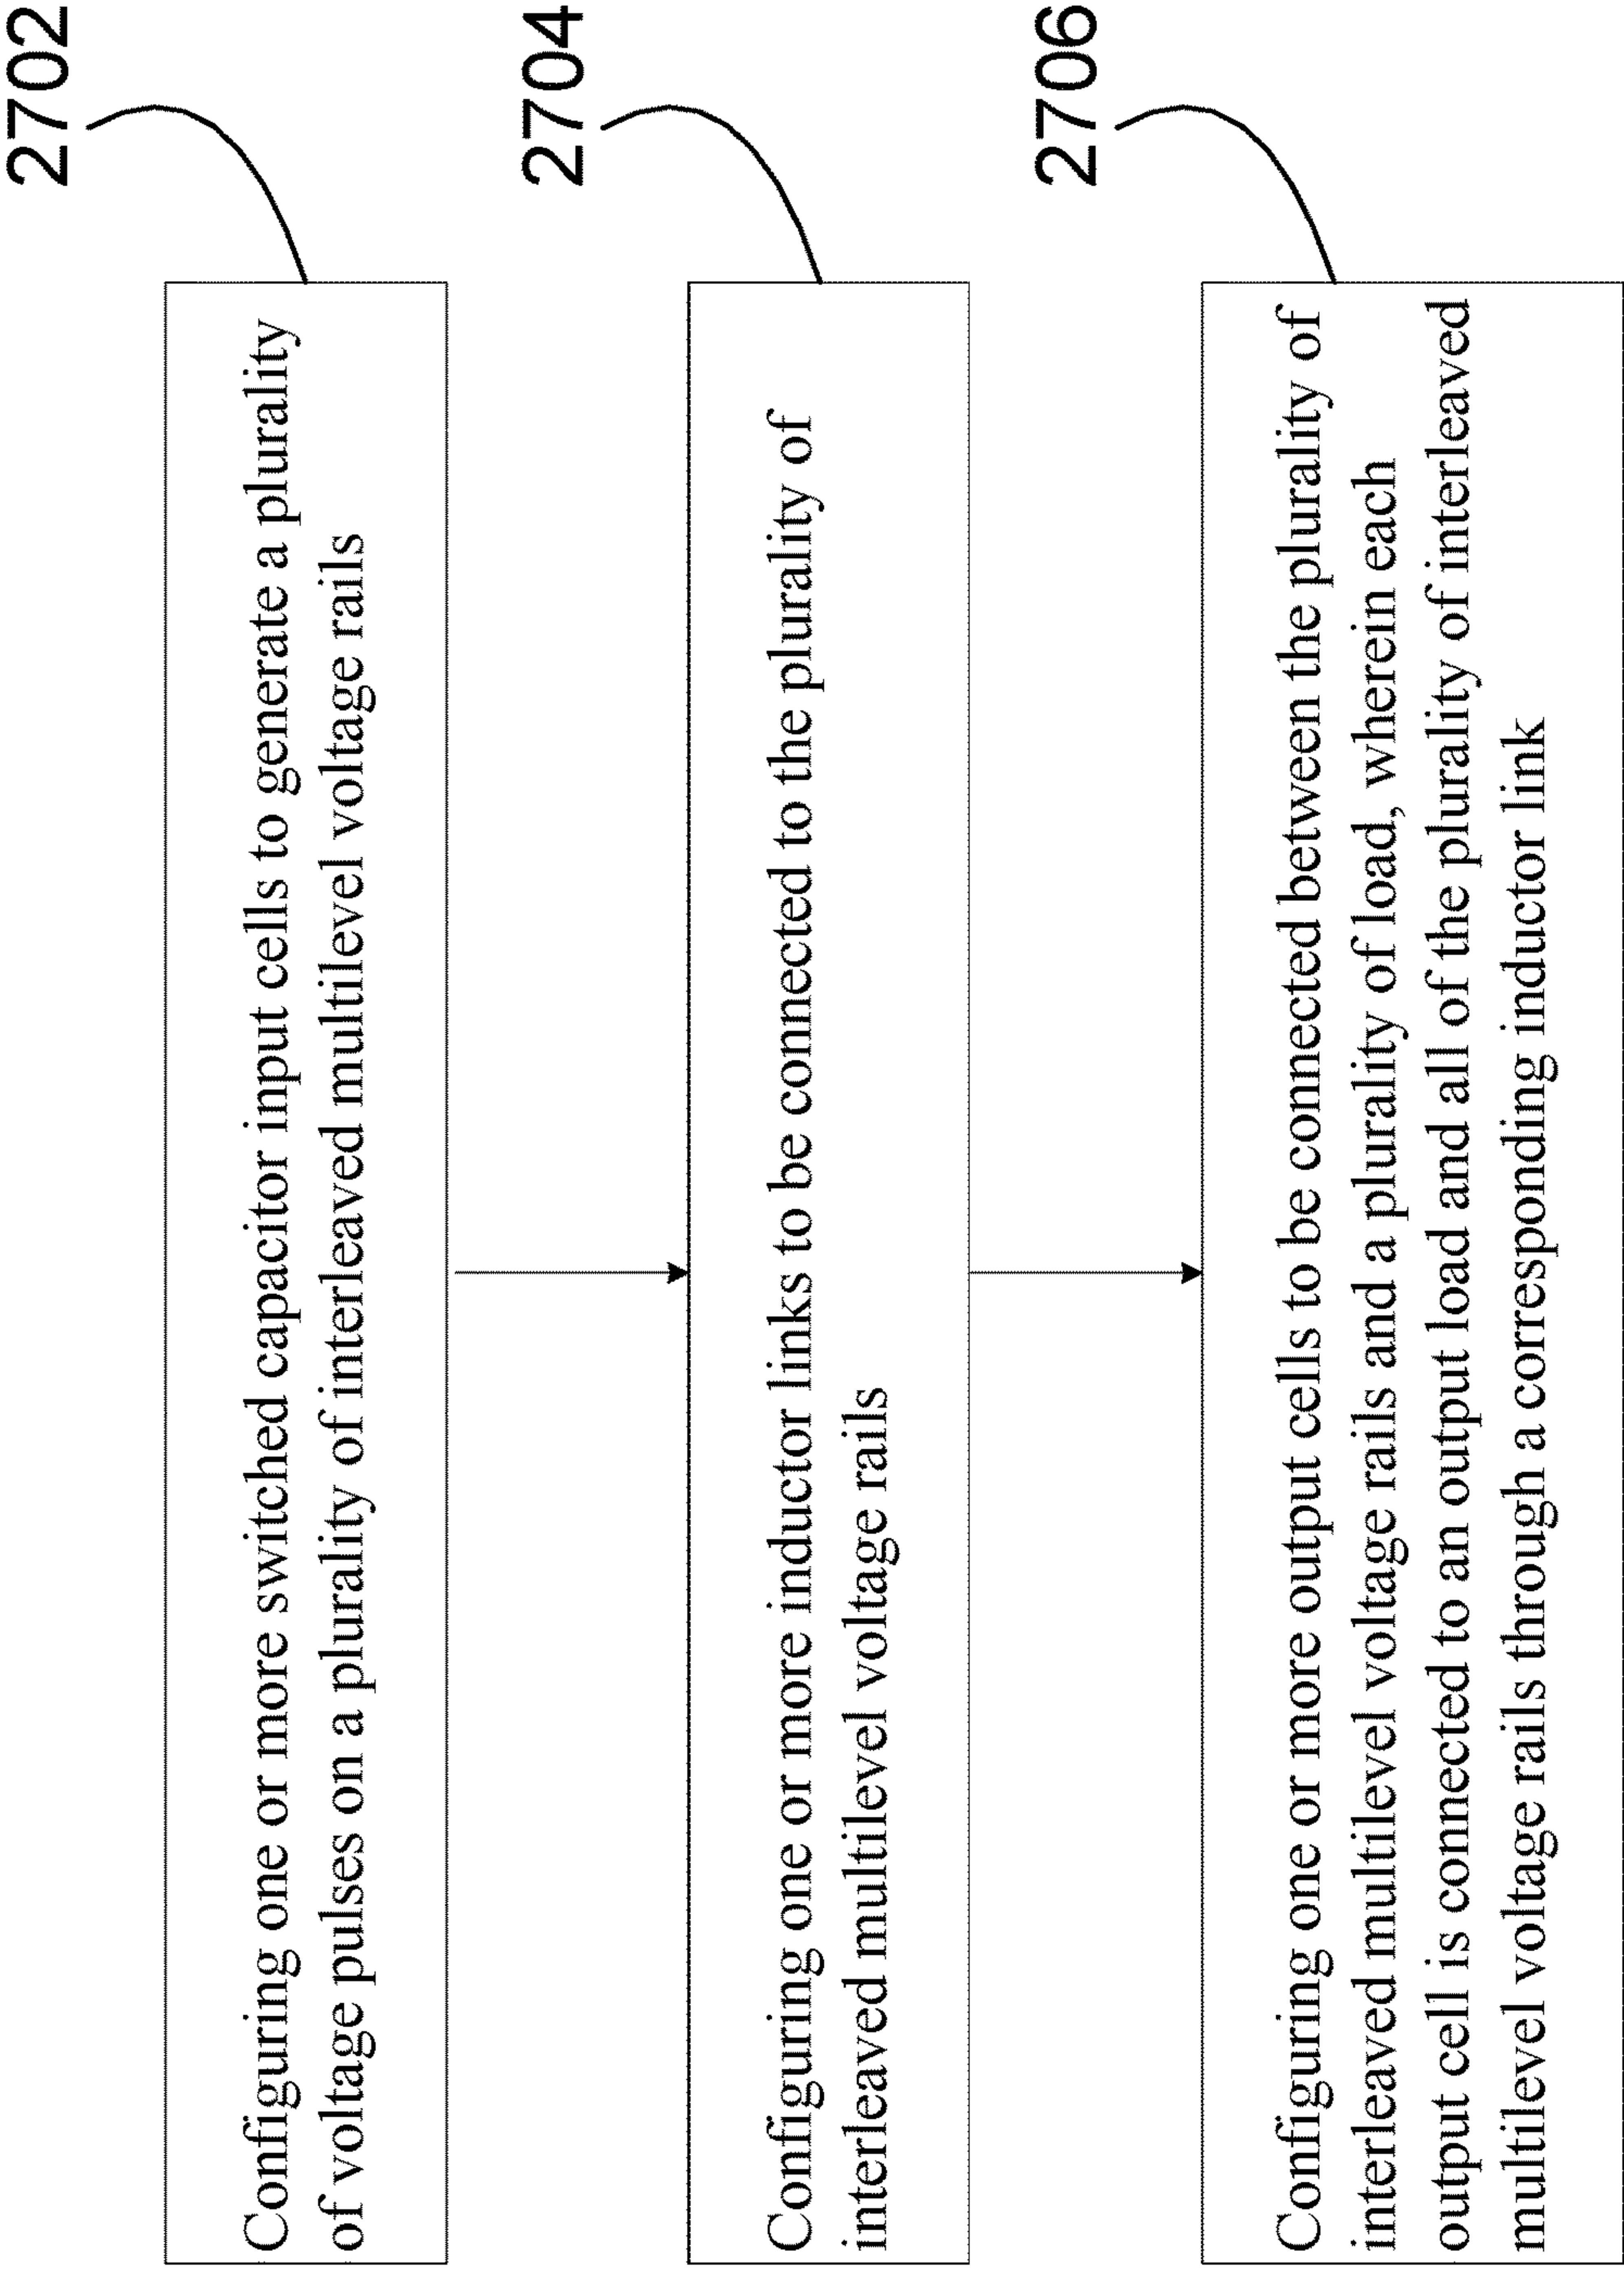 2702
Configuring one or more switched capacitor input cells to generate a plurality
of voltage pulses on a plurality of interleaved multilevel voltage rails
2704
Configuring one or more inductor links to be connected to the plurality of
interleaved multilevel voltage rails
2706
Configuring one or more output cells to be connected between the plurality of
interleaved multilevel voltage rails and a plurality of load, wherein each
output cell is connected to an output load and all of the plurality of interleaved
multilevel voltage rails through a corresponding inductor link